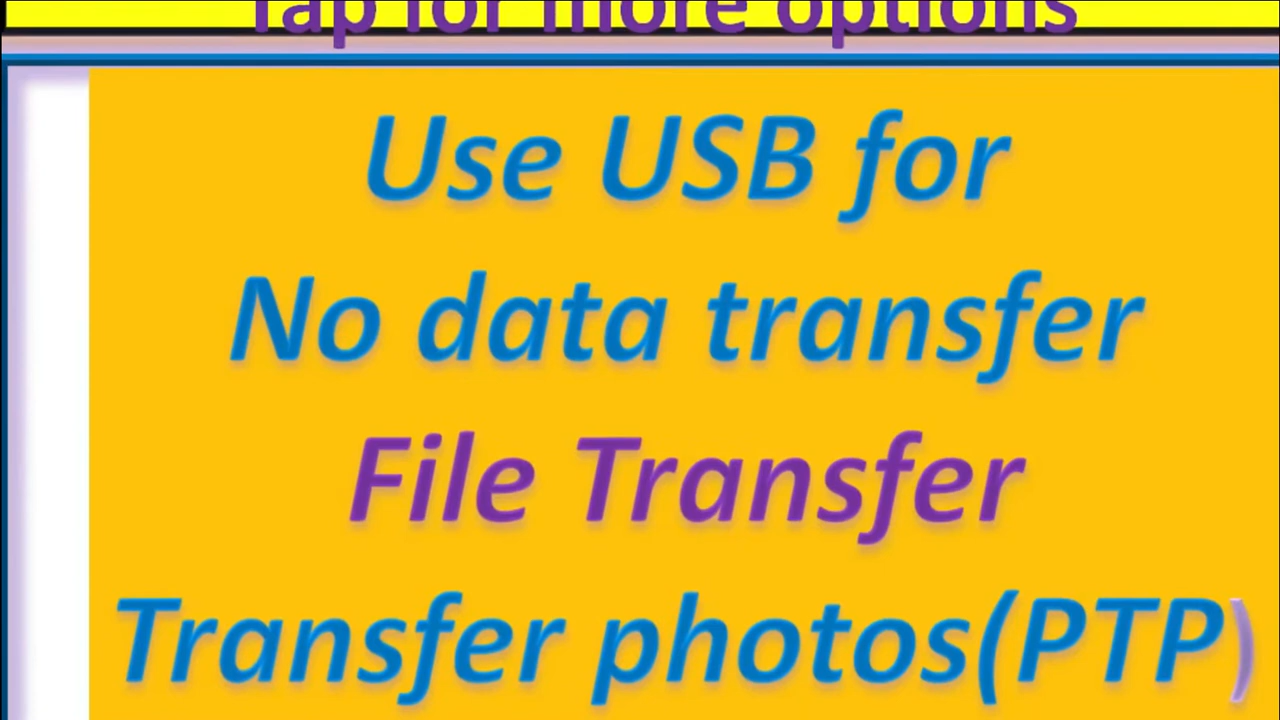 Tap for more options
Use USB for
No data transfer
File Transfer
Transfer photos(PTP)